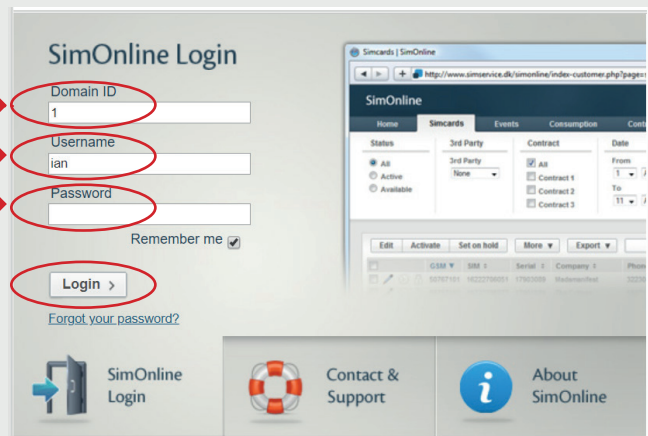 SimOnline Login
Domain ID
1
Username
ian
Password
Remember me
Login >
Forgot your password?
Simcards | SimOnline
http://www.simservice.dk/simonline/index-customer.php?page=
SimOnline
Home Simcards Events Consumption
Status 3rd Party Contract Date
All 3rd Party All From
Active None Contract 1 1
Available Contract 2 To
Contract 3 11
Edit Activate Set on hold More Export
GSM SIM Serial Company
SimOnline
Login
Contact &
Support
About
SimOnline